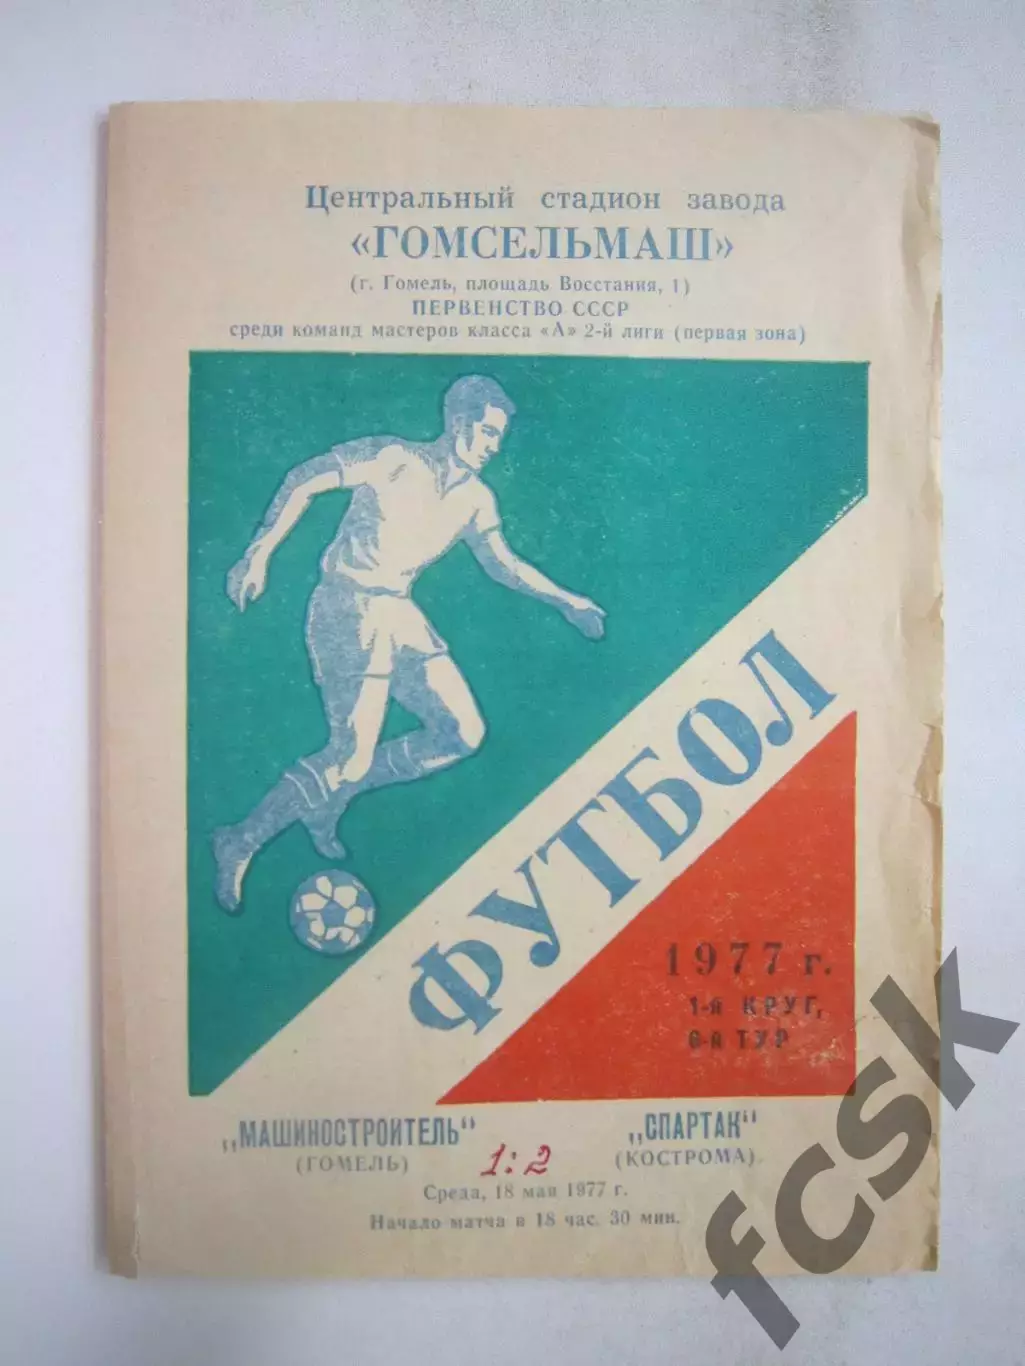 Центральный стадион завода
«ГОМСЕЛЬМАШ»
(г. Гомель, площадь Восстания, 1)
ПЕРВЕНСТВО СССР
среди команд мастеров класса «А» 2-й лиги (первая зона)
ФУТБОЛ
1977 г.
1-й КРУГ,
6-й ТУР
„МАШИНОСТРОИТЕЛЬ" „СПАРТАК"
(ГОМЕЛЬ) 1:2 (КОСТРОМА).
Среда, 18 мая 1977 г.
Начало матча в 18 час. 30 мин.
fcsk